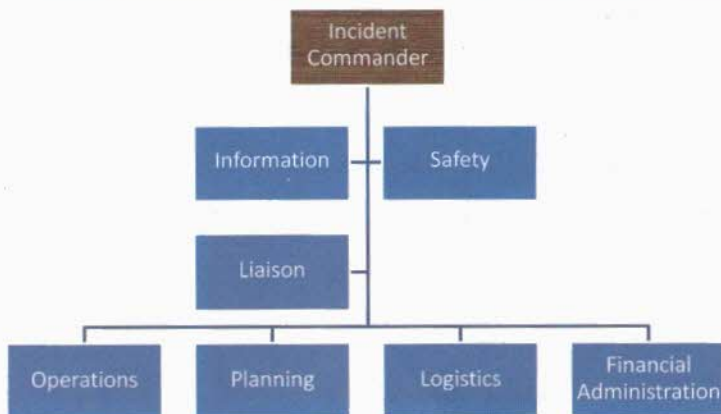 Incident
Commander
Information
Safety
Liaison
Operations
Planning
Logistics
Financial
Administration